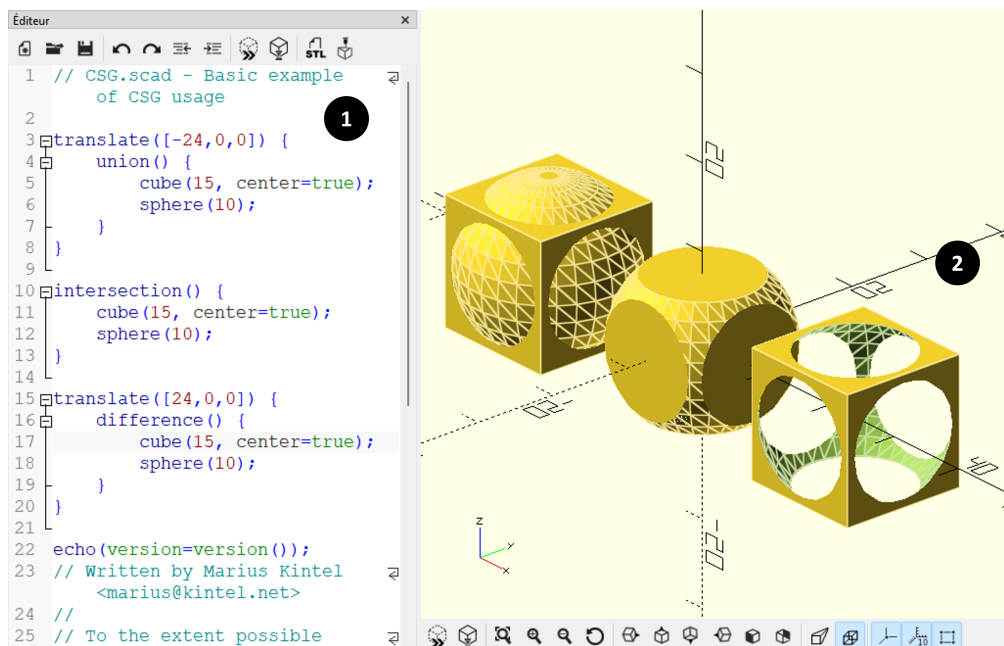 Éditeur
×
STL
1 // CSG.scad - Basic example
of CSG usage
1
2
3 translate([-24,0,0]) {
4 union() {
5 cube(15, center=true);
6 sphere(10);
7 }
8 }
9
10 intersection() {
11 cube(15, center=true);
12 sphere(10);
13 }
14
15 translate([24,0,0]) {
16 difference() {
17 cube(15, center=true);
18 sphere(10);
19 }
20 }
21
22 echo(version=version());
23 // Written by Marius Kintel
<marius@kintel.net>
24 //
25 // To the extent possible
20
2
20
-20
40
-20
z
y
x
10